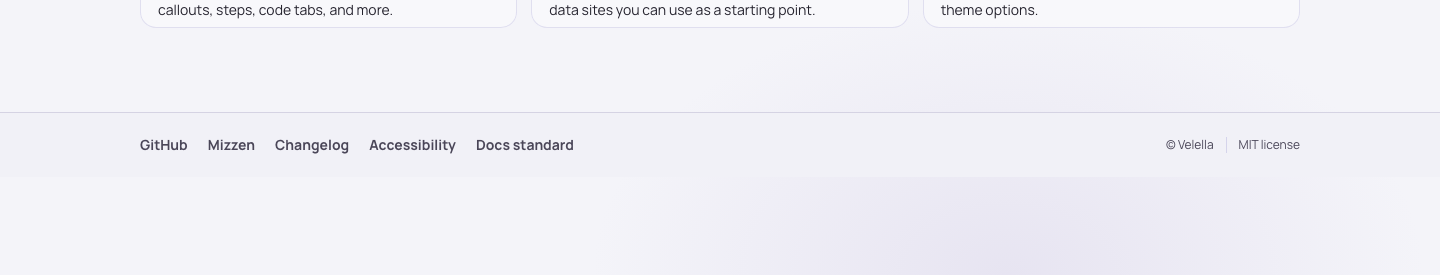 callouts, steps, code tabs, and more.
data sites you can use as a starting point.
theme options.
GitHub Mizzen Changelog Accessibility Docs standard
© Velella MIT license